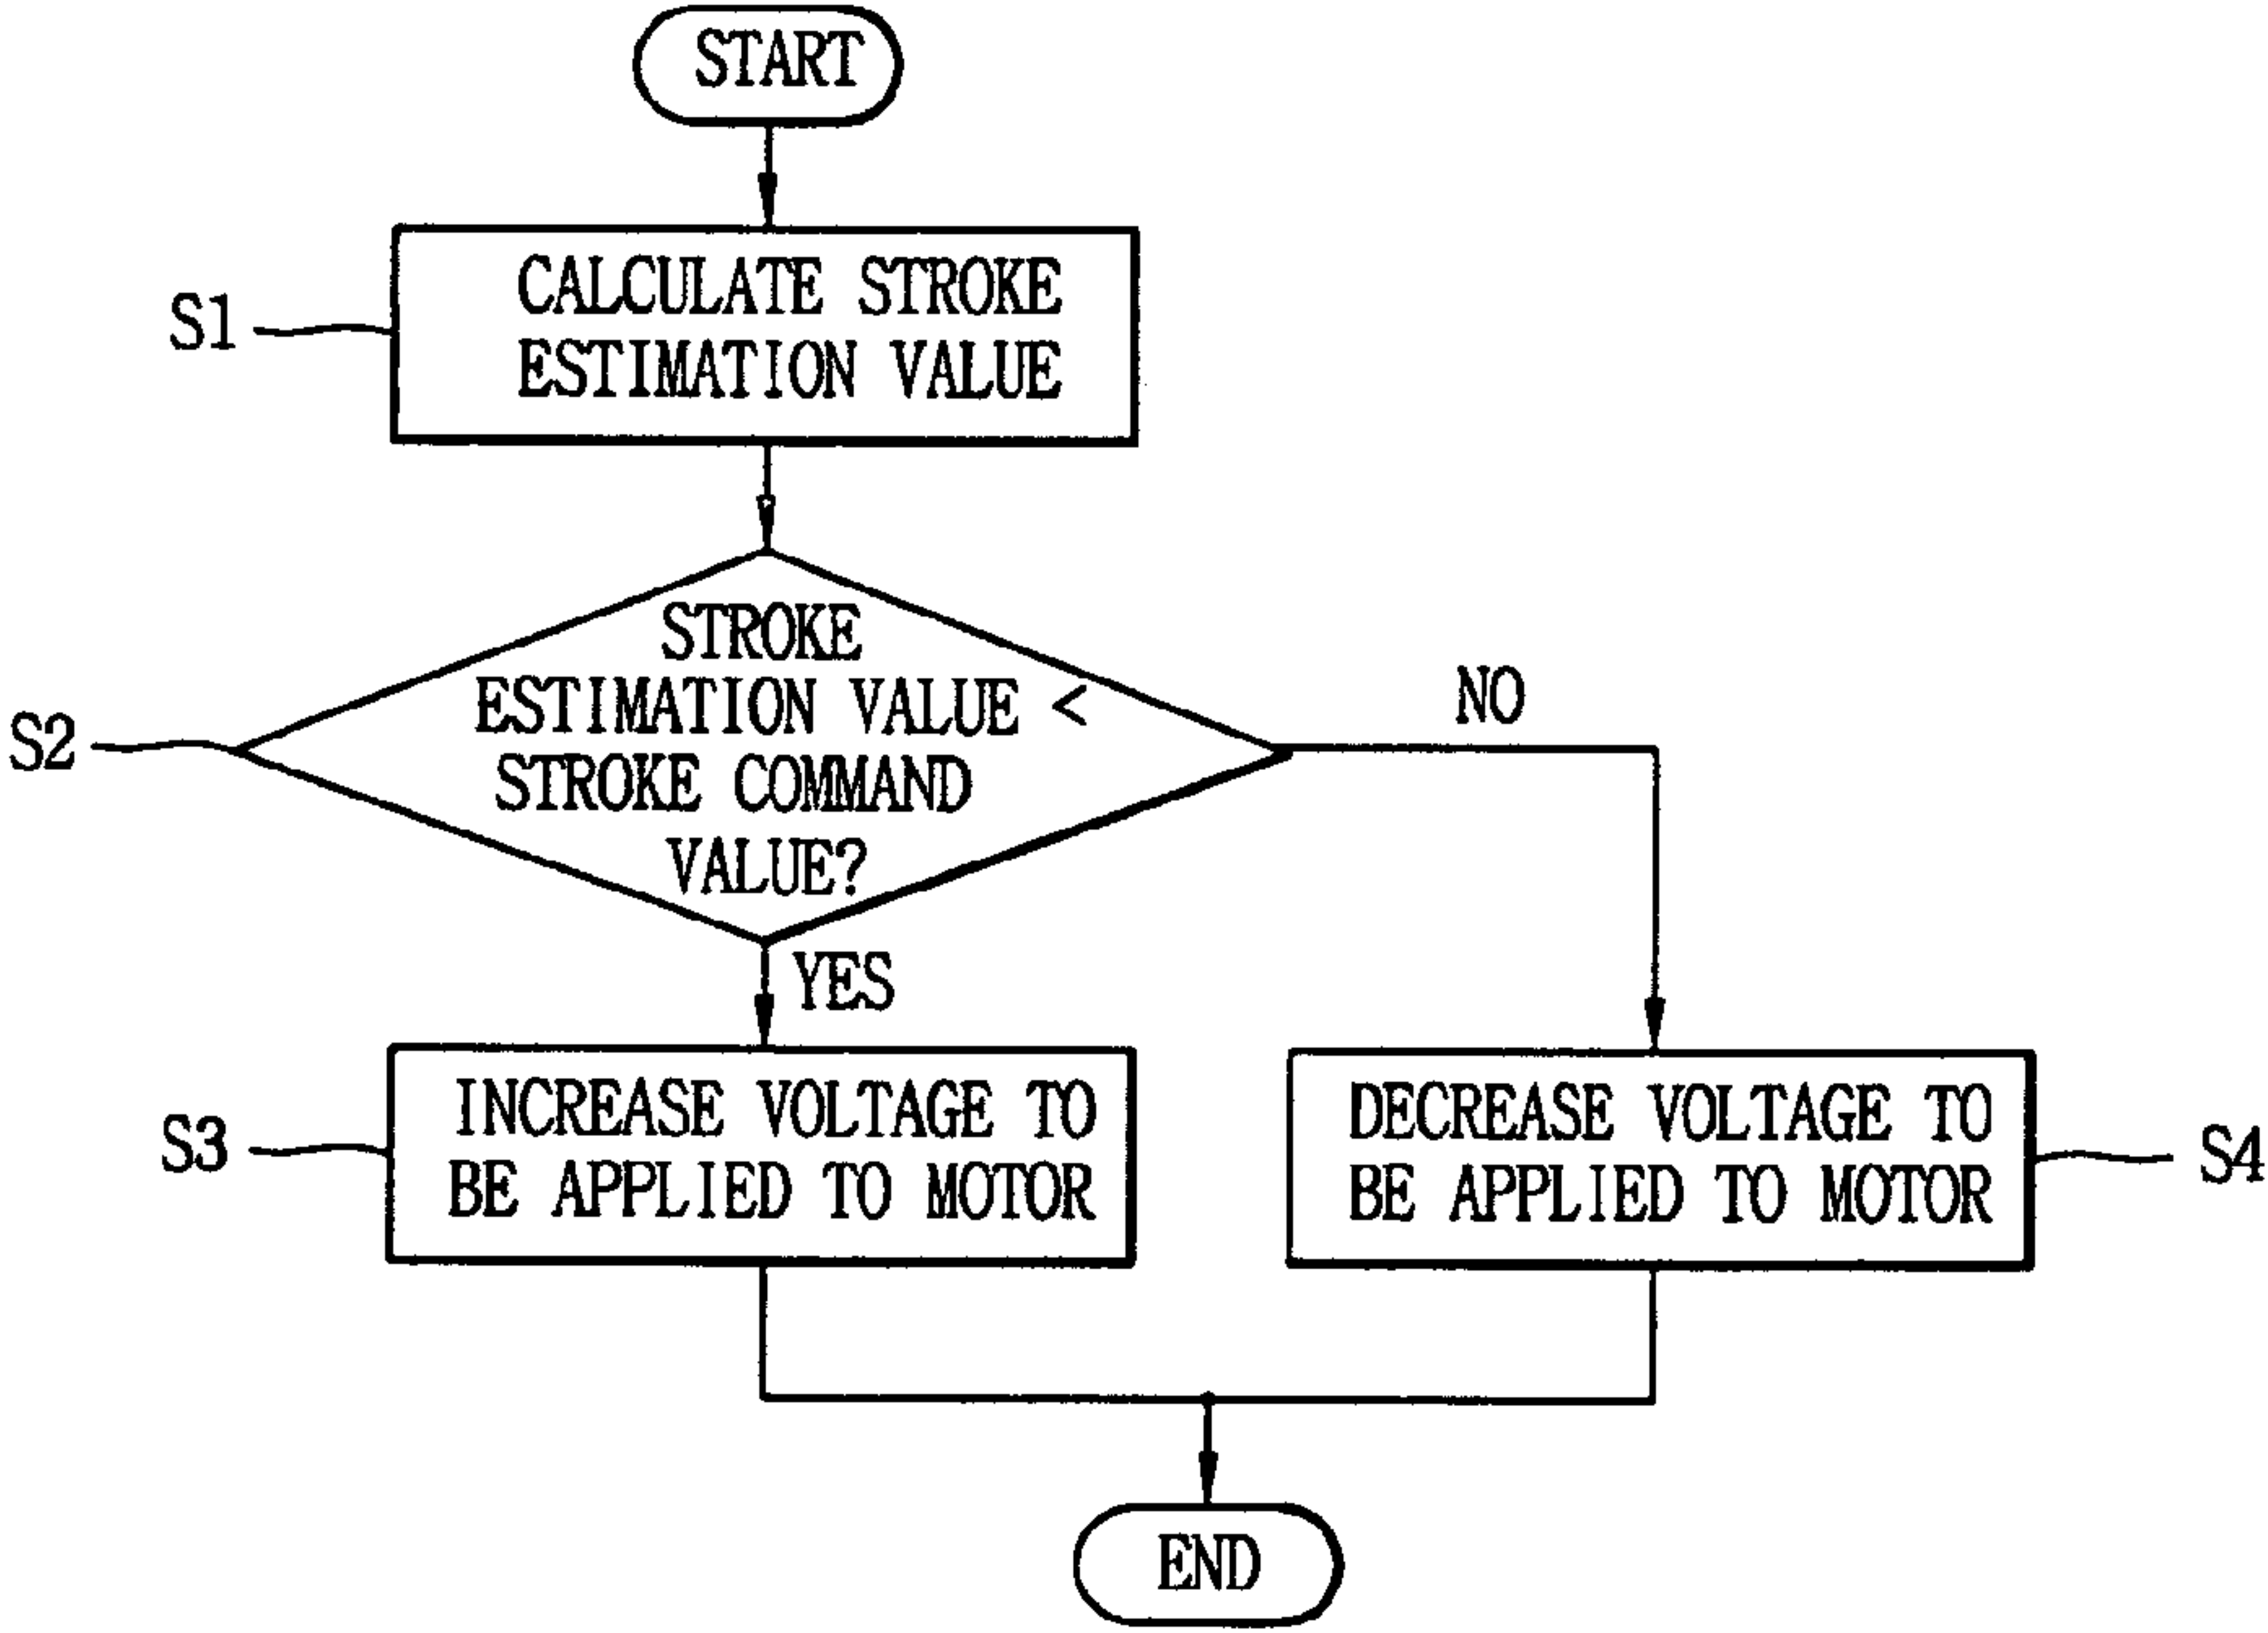 START
S1
CALCULATE STROKE
ESTIMATION VALUE
S2
STROKE
ESTIMATION VALUE <
STROKE COMMAND
VALUE?
NO
YES
S3
INCREASE VOLTAGE TO
BE APPLIED TO MOTOR
DECREASE VOLTAGE TO
BE APPLIED TO MOTOR
S4
END